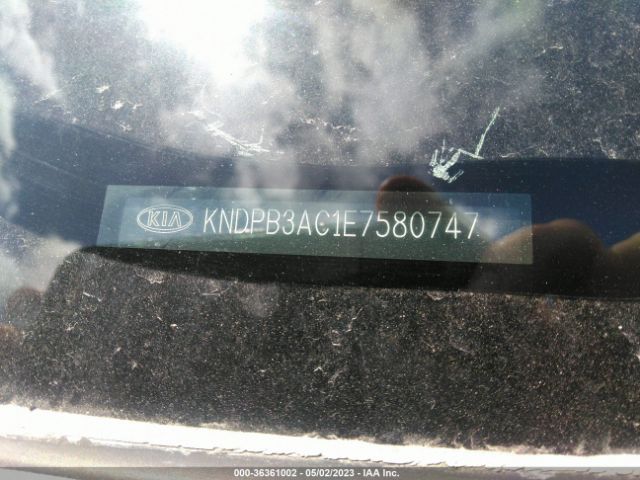 KIA KNDPB3AC1E7580747
000-36361002 - 05/02/2023 - IAA Inc.